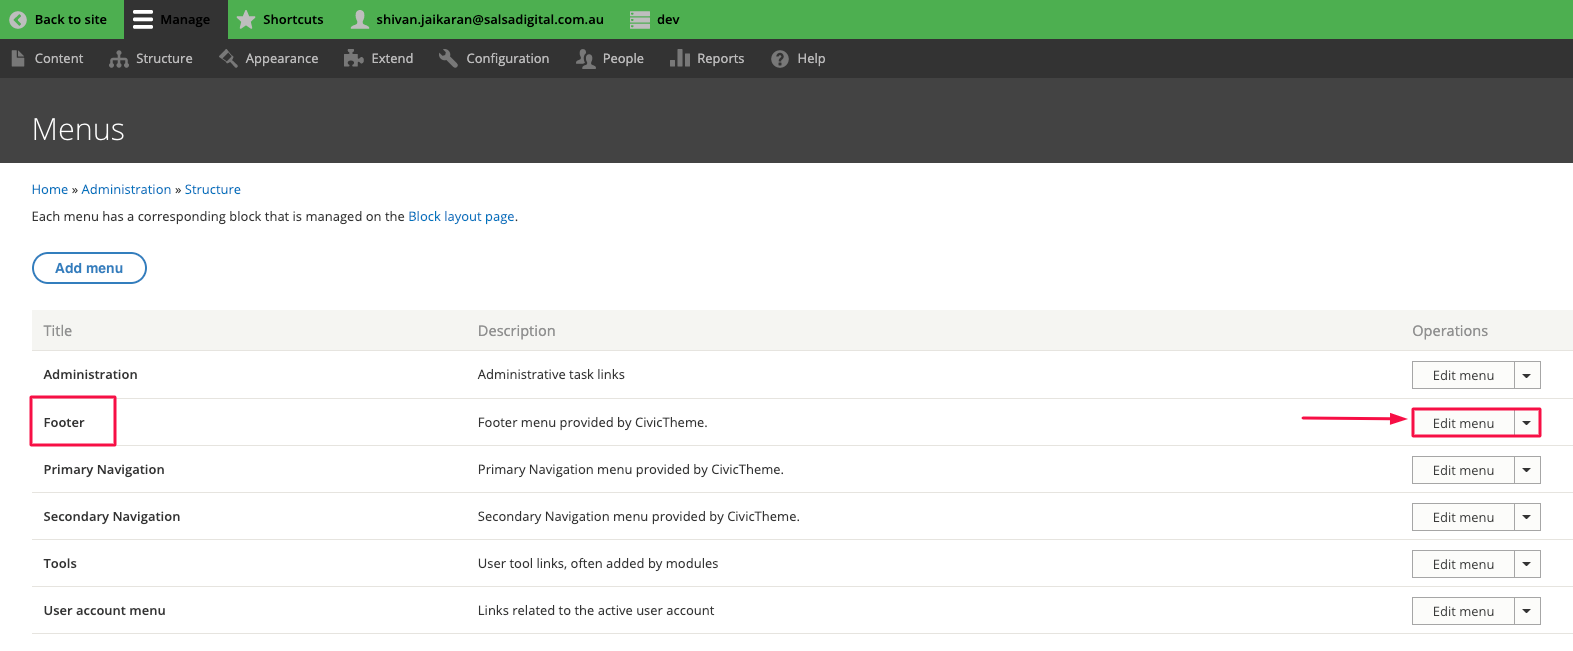 Back to site Manage Shortcuts shivan.jaikaran@salsadigital.com.au dev
Content Structure Appearance Extend Configuration People Reports Help
Menus
Home » Administration » Structure
Each menu has a corresponding block that is managed on the Block layout page.
Add menu
Title Description Operations
Administration Administrative task links Edit menu
Footer Footer menu provided by CivicTheme. Edit menu
Primary Navigation Primary Navigation menu provided by CivicTheme. Edit menu
Secondary Navigation Secondary Navigation menu provided by CivicTheme. Edit menu
Tools User tool links, often added by modules Edit menu
User account menu Links related to the active user account Edit menu